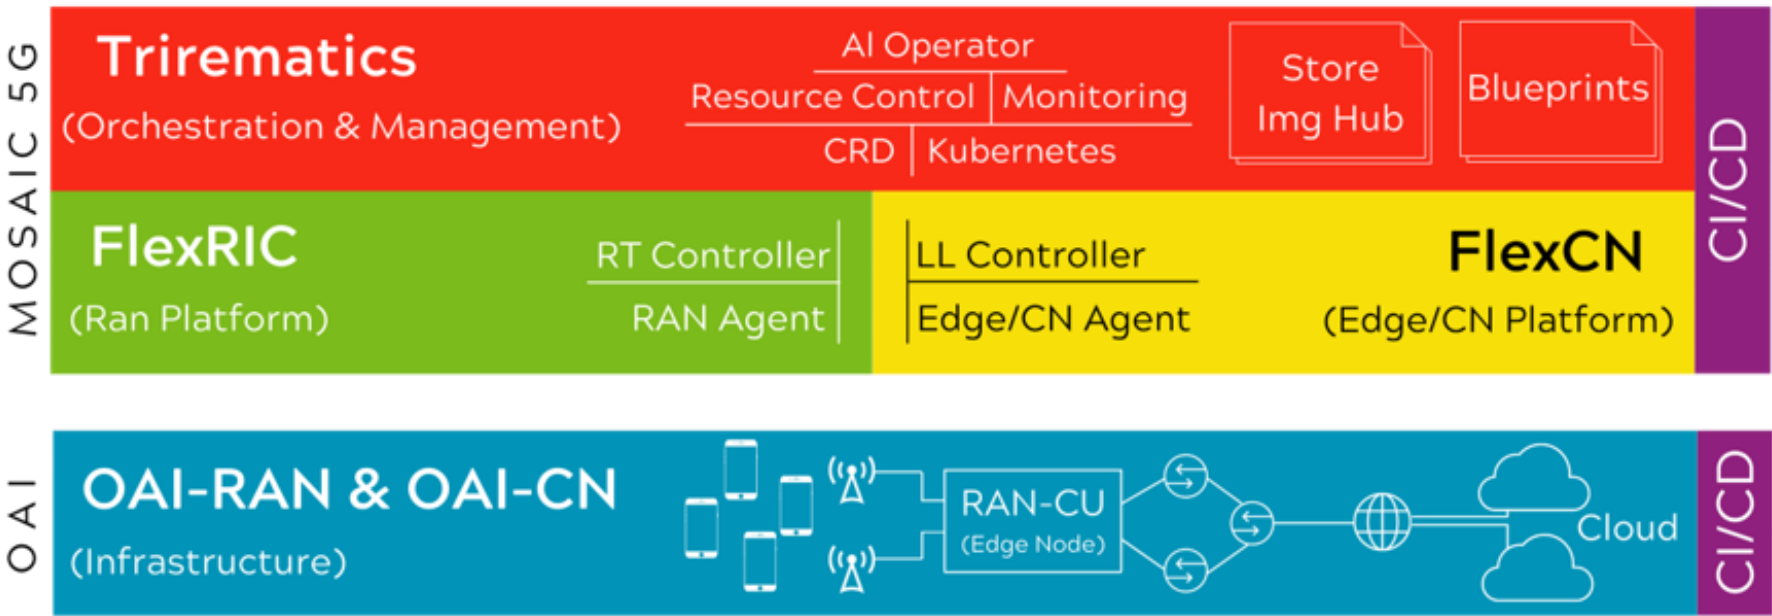 MOSAIC 5G
Trirematics
(Orchestration & Management)
AI Operator
Resource Control Monitoring
CRD Kubernetes
Store
Img Hub
Blueprints
CI/CD
FlexRIC
(Ran Platform)
RT Controller
RAN Agent
LL Controller
Edge/CN Agent
FlexCN
(Edge/CN Platform)
OAI
OAI-RAN & OAI-CN
(Infrastructure)
RAN-CU
(Edge Node)
Cloud
CI/CD